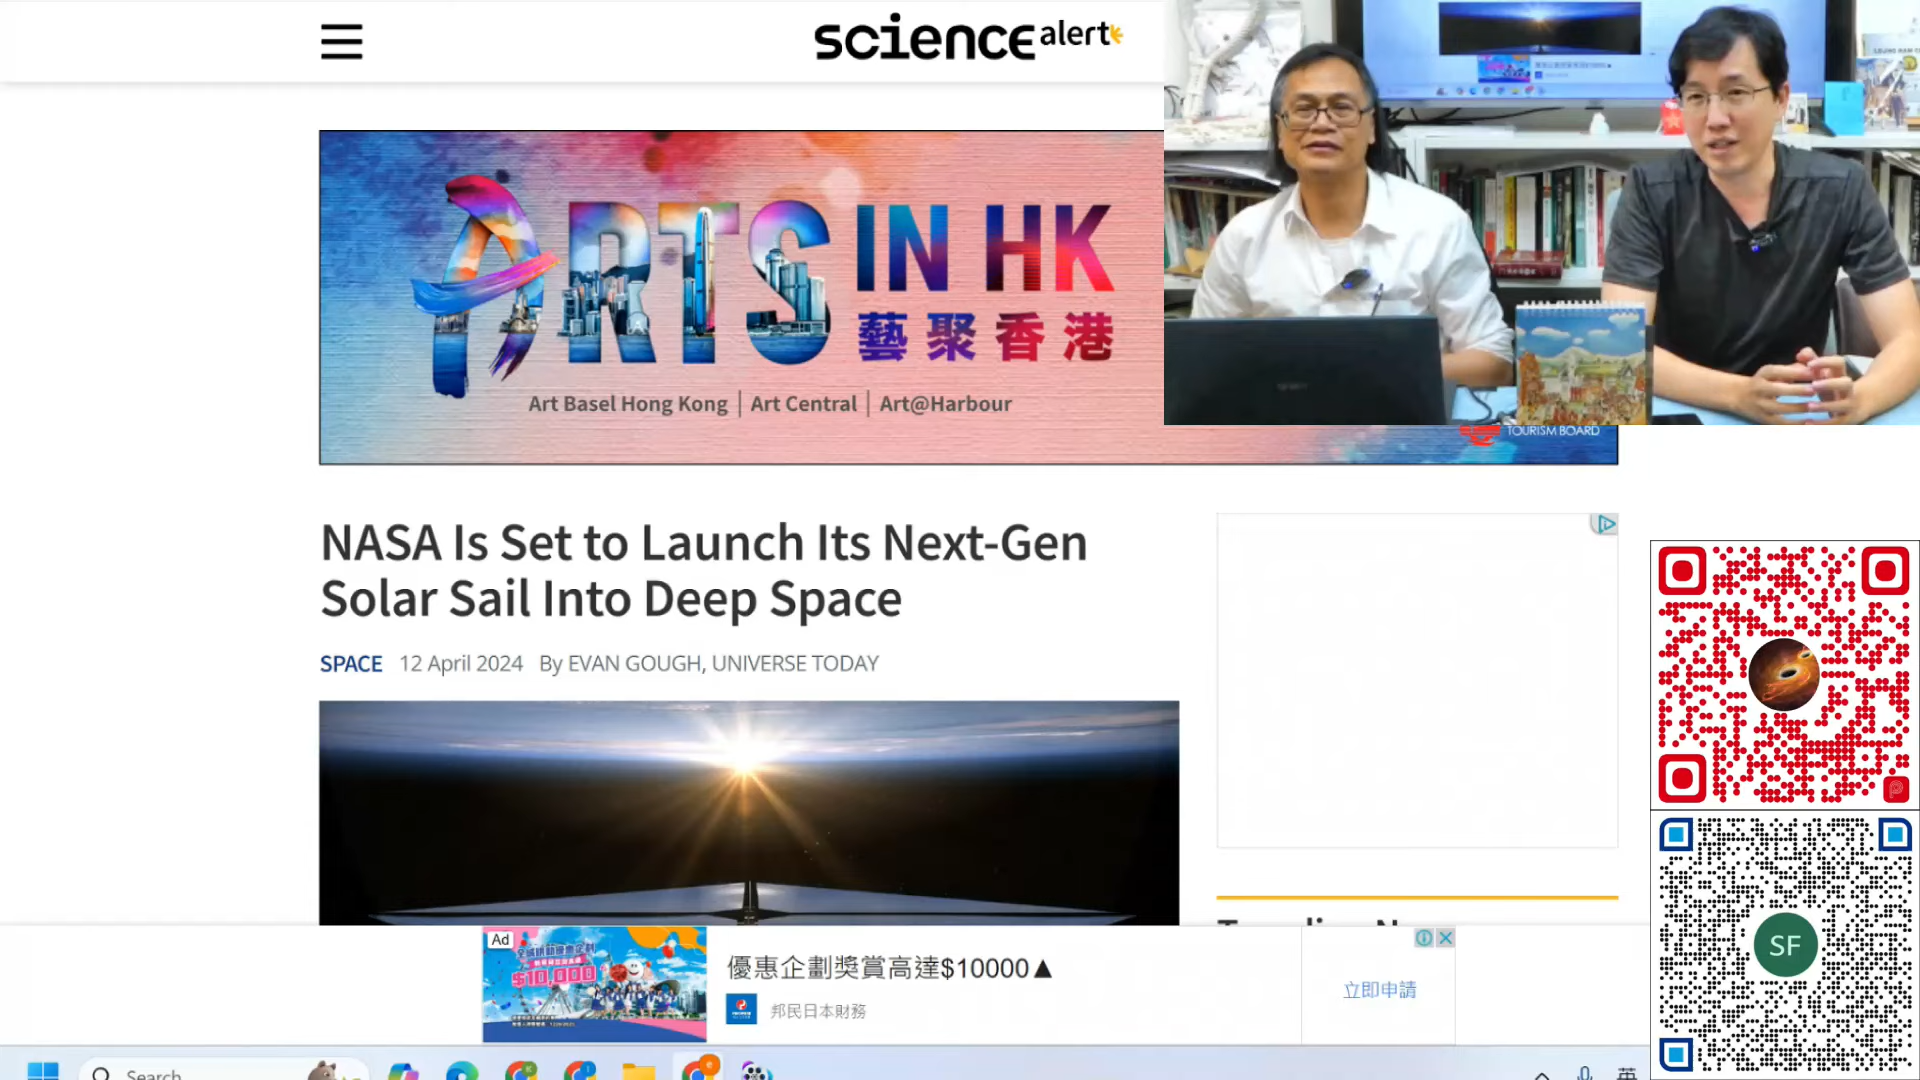 science alert
ARTS IN HK
藝聚香港
Art Basel Hong Kong | Art Central | Art@Harbour
TOURISM BOARD
NASA Is Set to Launch Its Next-Gen
Solar Sail Into Deep Space
SPACE 12 April 2024 By EVAN GOUGH, UNIVERSE TODAY
Ad
$10,000
優惠企劃獎賞高達$10000▲
邦民日本財務
立即申請
SF
Search
英